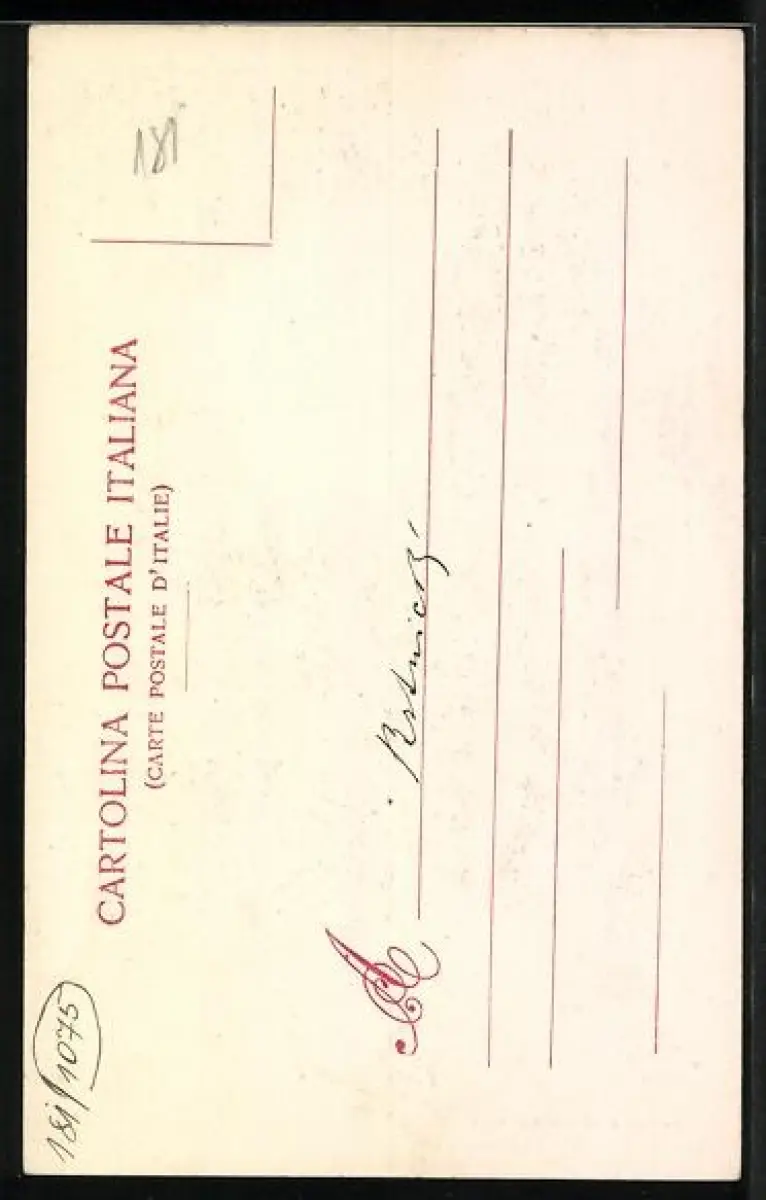 181
CARTOLINA POSTALE ITALIANA
(CARTE POSTALE D'ITALIE)
A
181/1075